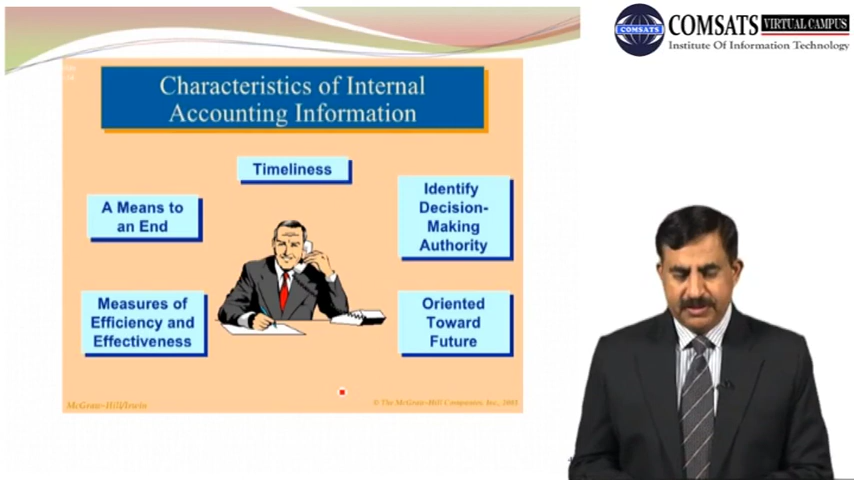 COMSATS VIRTUAL CAMPUS
COMSATS
Institute Of Information Technology
Characteristics of Internal
Accounting Information
Timeliness
A Means to
an End
Identify
Decision-
Making
Authority
Measures of
Efficiency and
Effectiveness
Oriented
Toward
Future
McGraw-Hill/Irwin
© The McGraw-Hill Companies, Inc.,